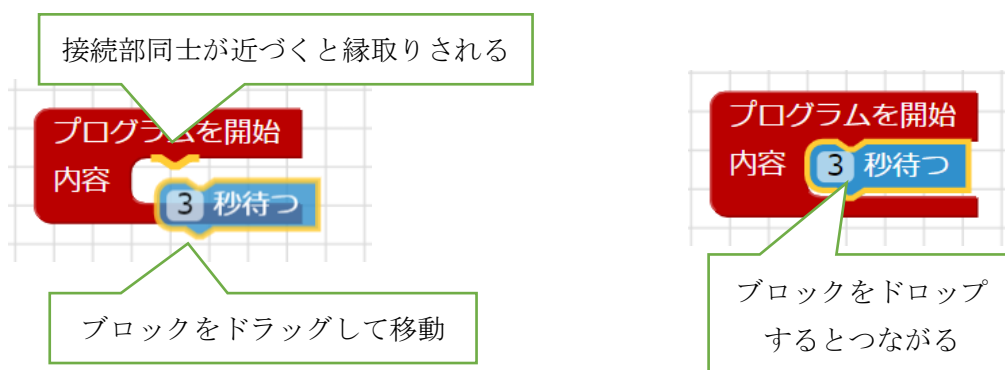 接続部同士が近づくと縁取りされる
プログラムを開始
内容
3 秒待つ
ブロックをドラッグして移動
プログラムを開始
内容 3 秒待つ
ブロックをドロップ
するとつながる